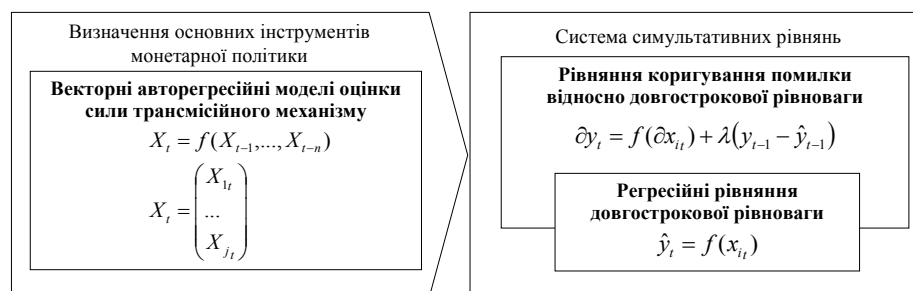 Визначення основних інструментів
монетарної політики
Векторні авторегресійні моделі оцінки
сили трансмісійного механізму
X_t = f(X_{t-1},..., X_{t-n})
X_t = (X_{1t}
...
X_{j_t})
Система симультативних рівнянь
Рівняння коригування помилки
відносно довгострокової рівноваги
∂y_t = f(∂x_{it}) + λ(y_{t-1} − ŷ_{t-1})
Регресійні рівняння
довгострокової рівноваги
ŷ_t = f(x_{i_t})